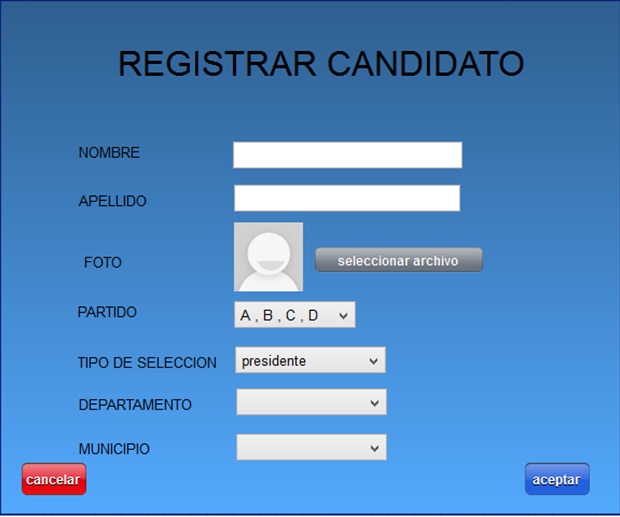 REGISTRAR CANDIDATO
NOMBRE
APELLIDO
FOTO
seleccionar archivo
PARTIDO
A , B , C , D
TIPO DE SELECCION
presidente
DEPARTAMENTO
MUNICIPIO
cancelar
aceptar